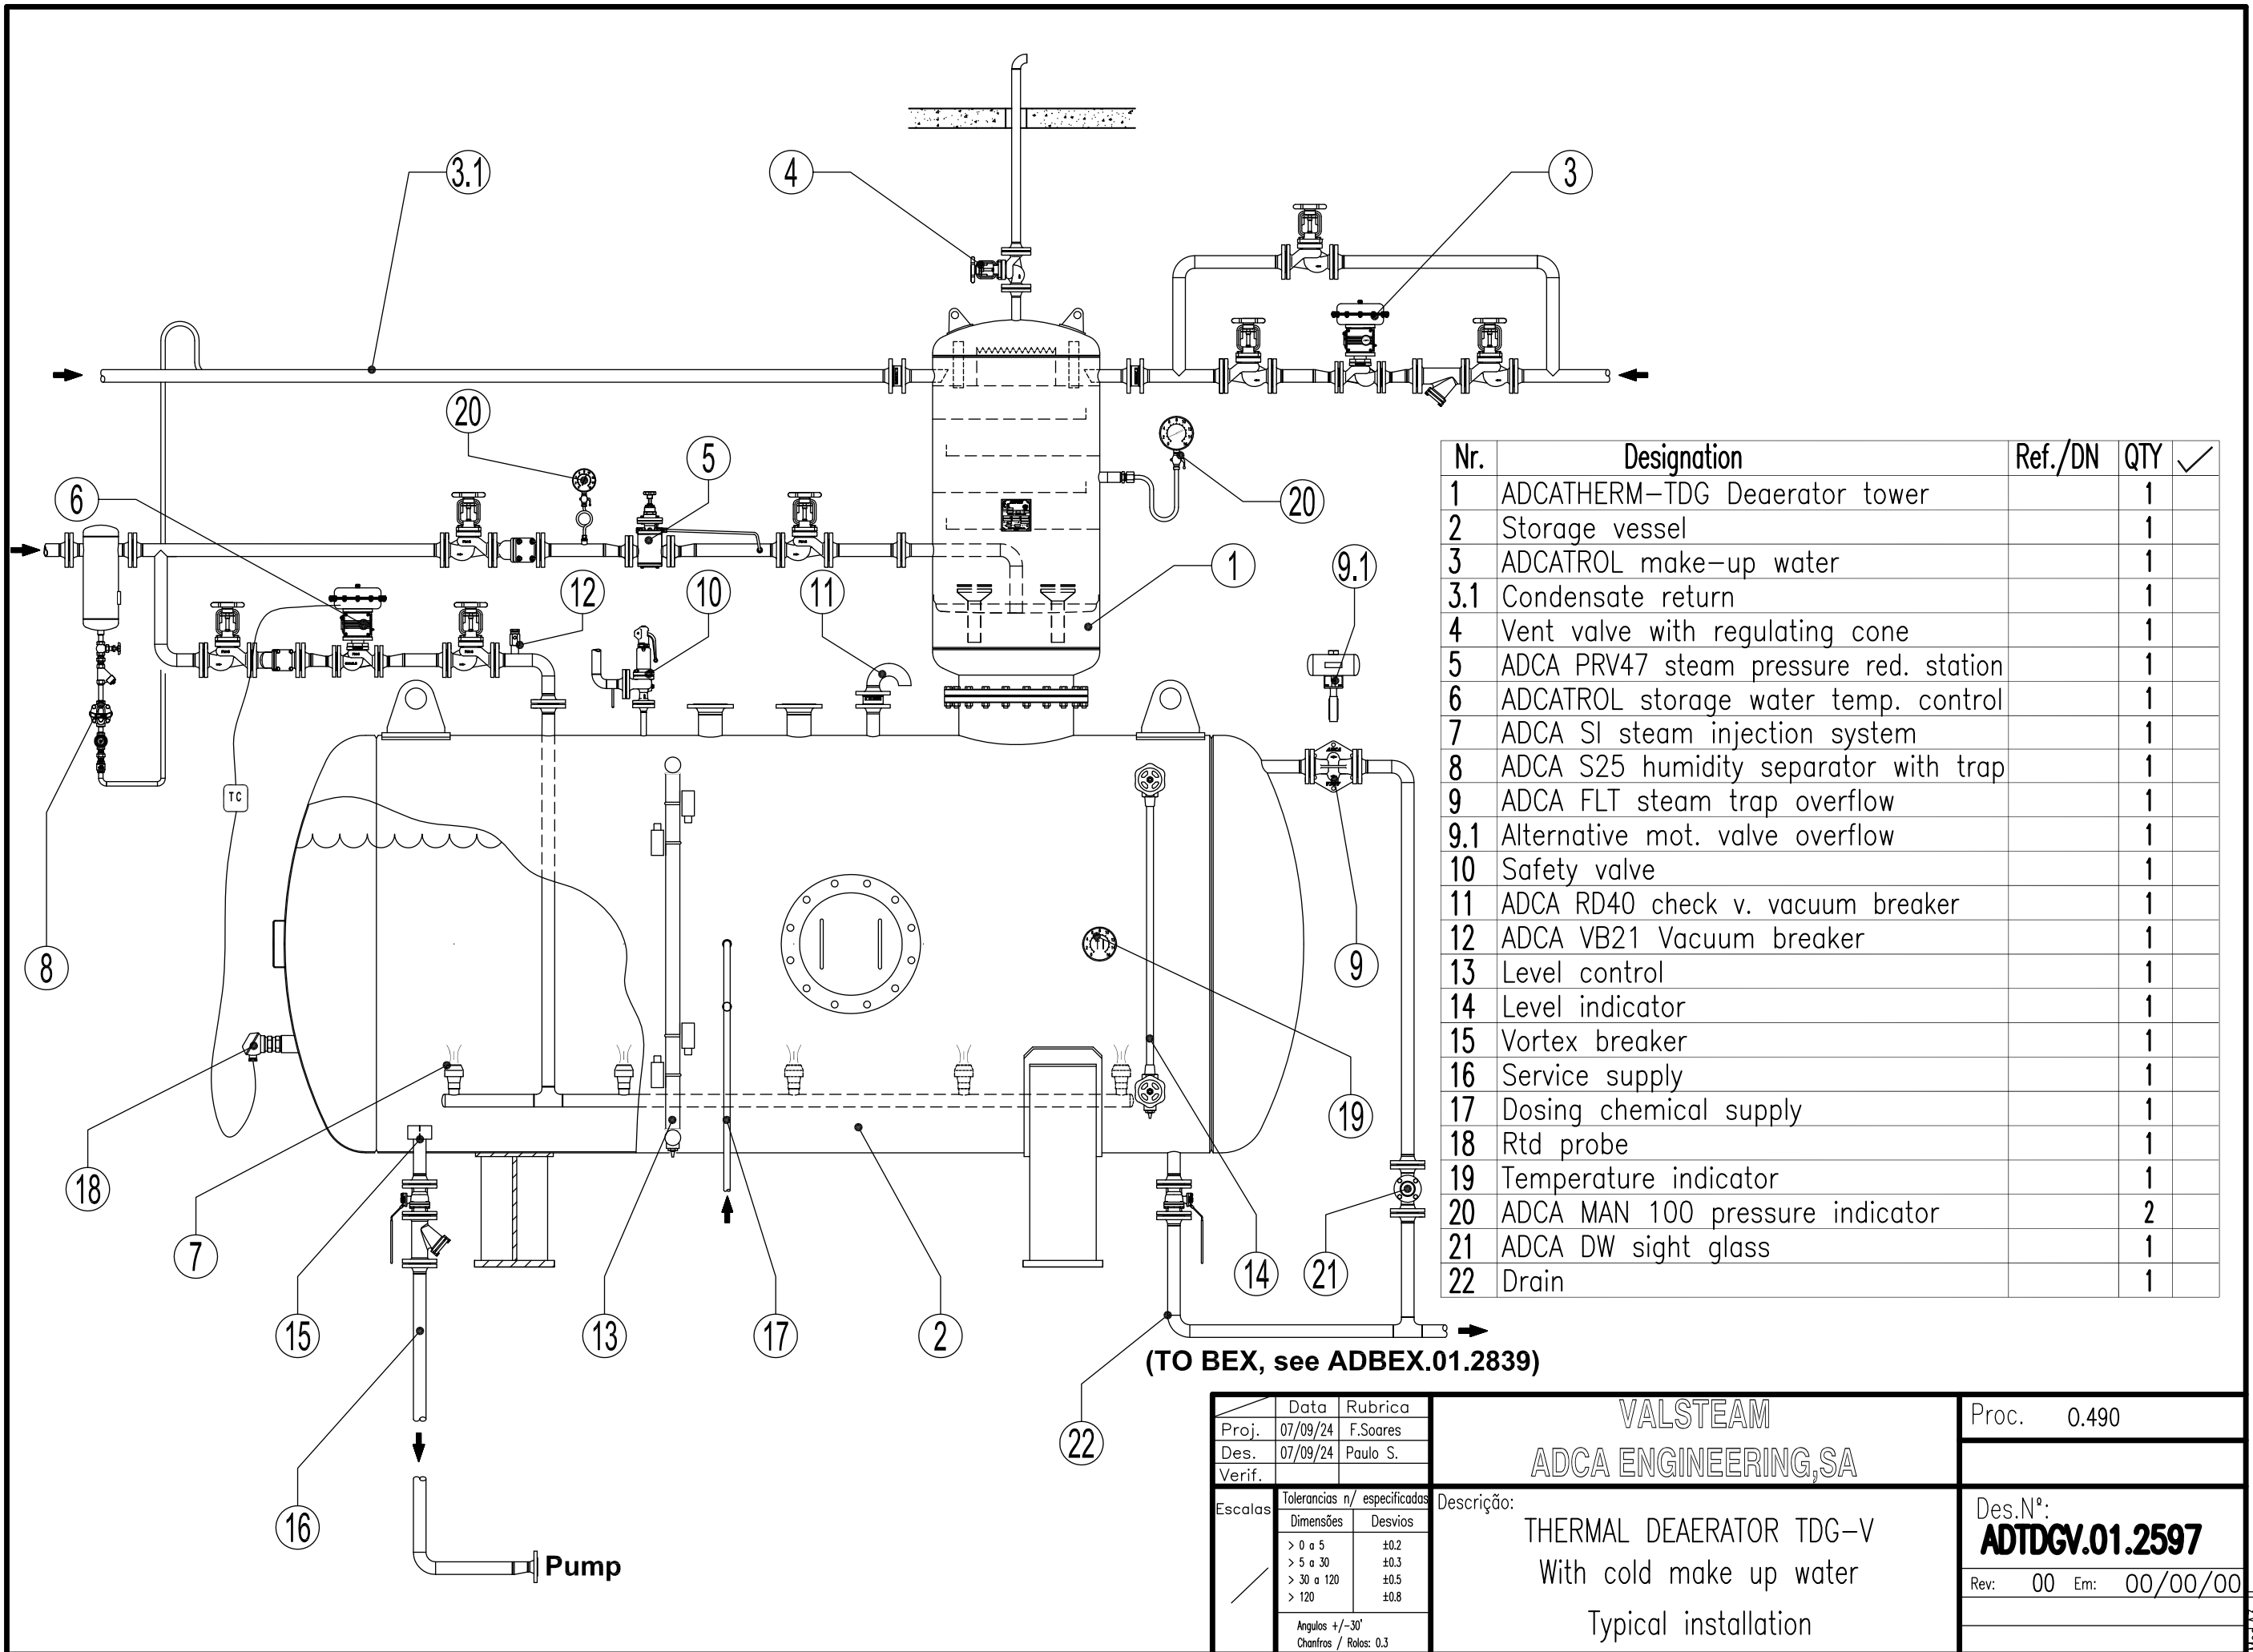 3.1
4
3
20
5
6
20
12
10
11
1
9.1
TC
8
9
18
7
19
15
13
17
2
14
21
22
16
Pump
(TO BEX, see ADBEX.01.2839)
Nr. Designation Ref./DN QTY ✓
1 ADCATHERM-TDG Deaerator tower 1
2 Storage vessel 1
3 ADCATROL make-up water 1
3.1 Condensate return 1
4 Vent valve with regulating cone 1
5 ADCA PRV47 steam pressure red. station 1
6 ADCATROL storage water temp. control 1
7 ADCA SI steam injection system 1
8 ADCA S25 humidity separator with trap 1
9 ADCA FLT steam trap overflow 1
9.1 Alternative mot. valve overflow 1
10 Safety valve 1
11 ADCA RD40 check v. vacuum breaker 1
12 ADCA VB21 Vacuum breaker 1
13 Level control 1
14 Level indicator 1
15 Vortex breaker 1
16 Service supply 1
17 Dosing chemical supply 1
18 Rtd probe 1
19 Temperature indicator 1
20 ADCA MAN 100 pressure indicator 2
21 ADCA DW sight glass 1
22 Drain 1
Data Rubrica
Proj. 07/09/24 F.Soares
Des. 07/09/24 Paulo S.
Verif.
Escalas
Tolerancias n/ especificadas
Dimensões Desvios
> 0 a 5 ±0.2
> 5 a 30 ±0.3
> 30 a 120 ±0.5
> 120 ±0.8
Angulos +/-30'
Chanfros / Rolos: 0.3
VALSTEAM
ADCA ENGINEERING,SA
Descrição:
THERMAL DEAERATOR TDG-V
With cold make up water
Typical installation
Proc. 0.490
Des.Nº:
ADTDGV.01.2597
Rev: 00 Em: 00/00/00